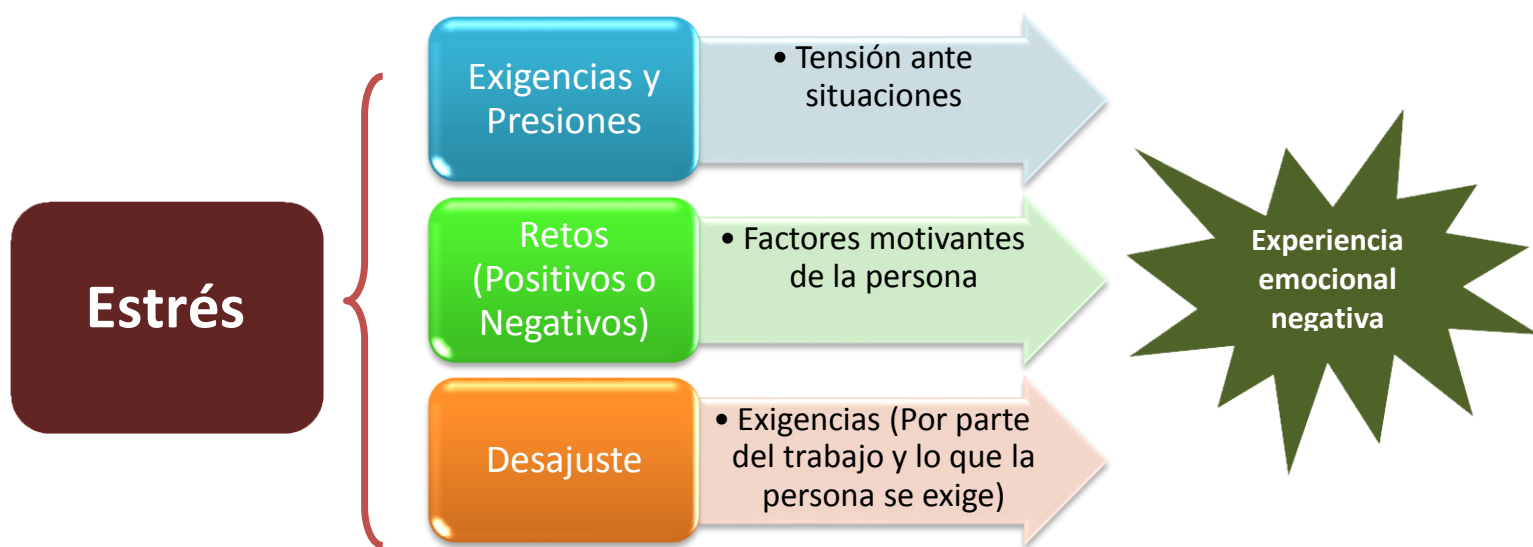 Estrés
Exigencias y
Presiones
• Tensión ante
situaciones
Retos
(Positivos o
Negativos)
• Factores motivantes
de la persona
Desajuste
• Exigencias (Por parte
del trabajo y lo que la
persona se exige)
Experiencia
emocional
negativa